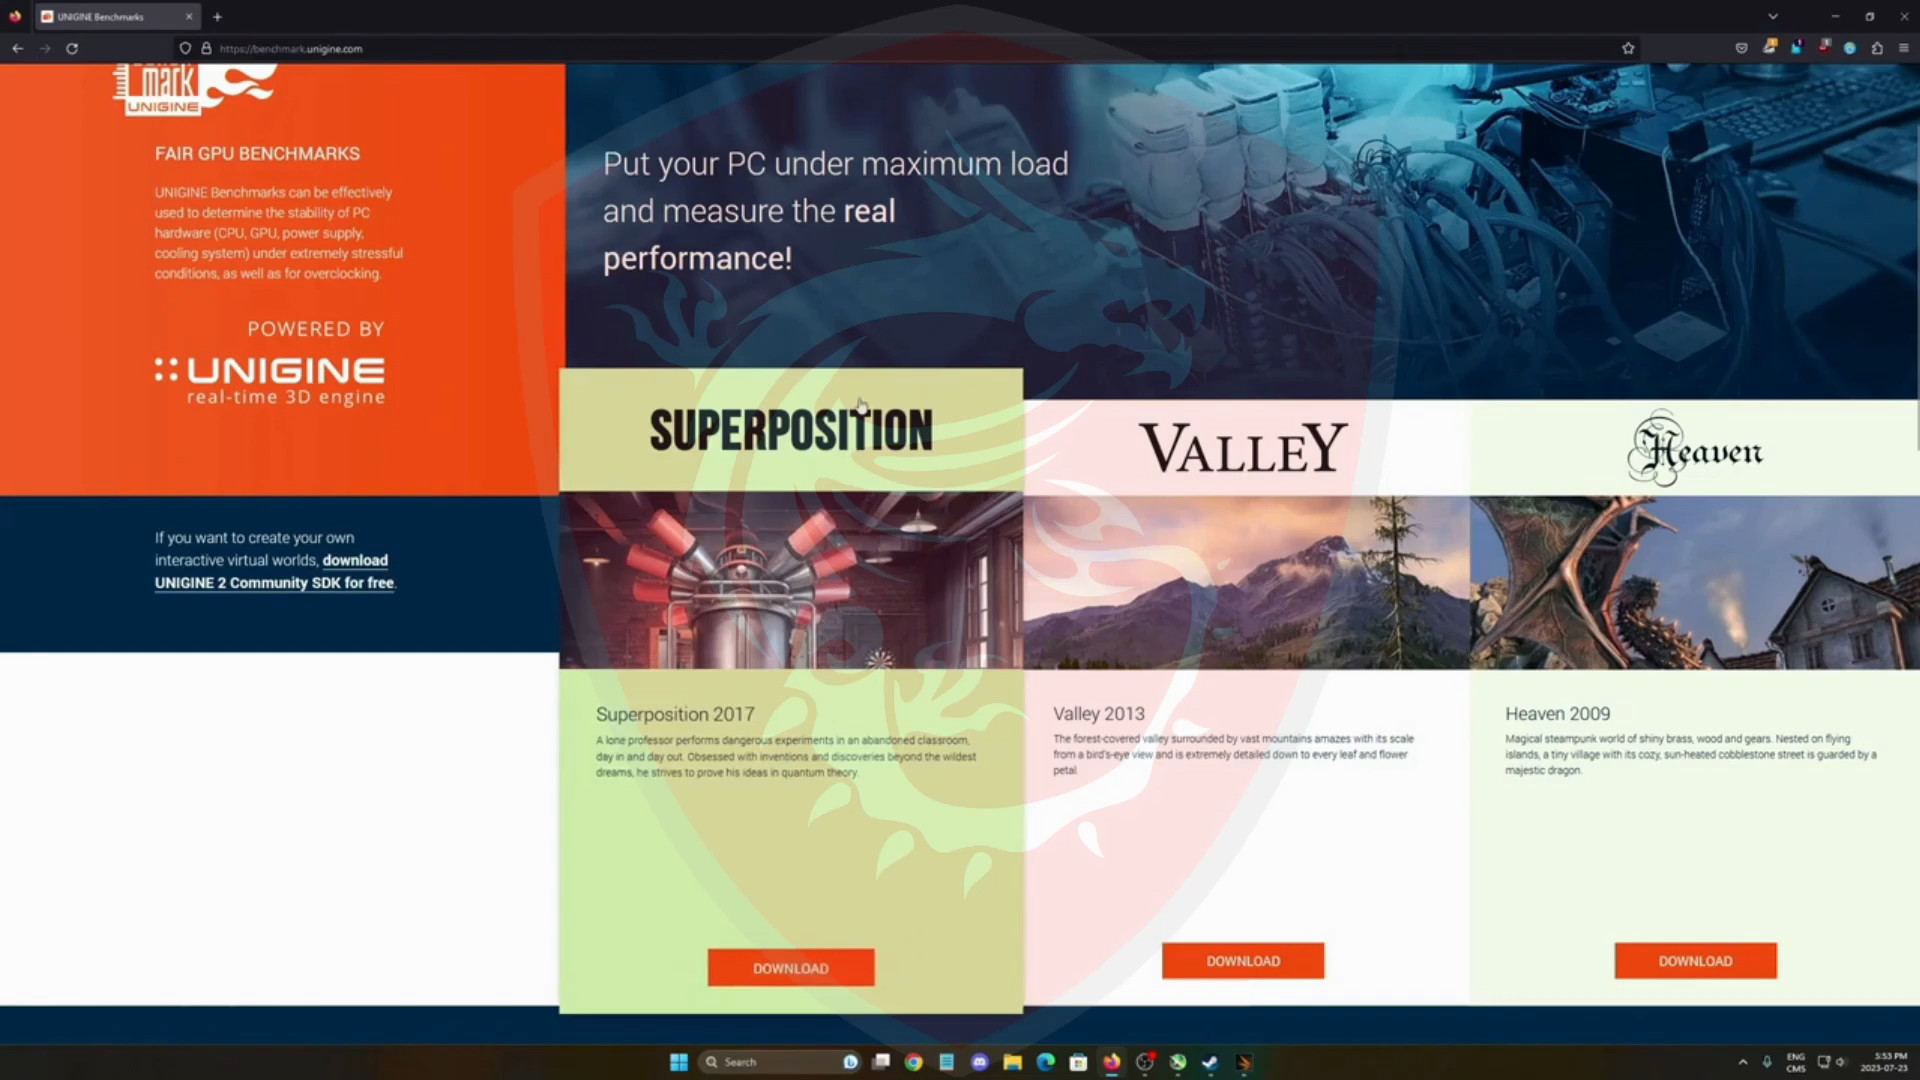 UNIGINE Benchmarks
https://benchmark.unigine.com
mark
UNIGINE
FAIR GPU BENCHMARKS
UNIGINE Benchmarks can be effectively
used to determine the stability of PC
hardware (CPU, GPU, power supply,
cooling system) under extremely stressful
conditions, as well as for overclocking.
POWERED BY
UNIGINE
real-time 3D engine
If you want to create your own
interactive virtual worlds, download
UNIGINE 2 Community SDK for free.
Put your PC under maximum load
and measure the real
performance!
SUPERPOSITION
Superposition 2017
A lone professor performs dangerous experiments in an abandoned classroom,
day in and day out. Obsessed with inventions and discoveries beyond the wildest
dreams, he strives to prove his ideas in quantum theory.
DOWNLOAD
VALLEY
Valley 2013
The forest-covered valley surrounded by vast mountains amazes with its scale
from a bird's-eye view and is extremely detailed down to every leaf and flower
petal.
DOWNLOAD
Heaven
Heaven 2009
Magical steampunk world of shiny brass, wood and gears. Nested on flying
islands, a tiny village with its cozy, sun-heated cobblestone street is guarded by a
majestic dragon.
DOWNLOAD
Search
ENG
CMS
5:53 PM
2023-07-23